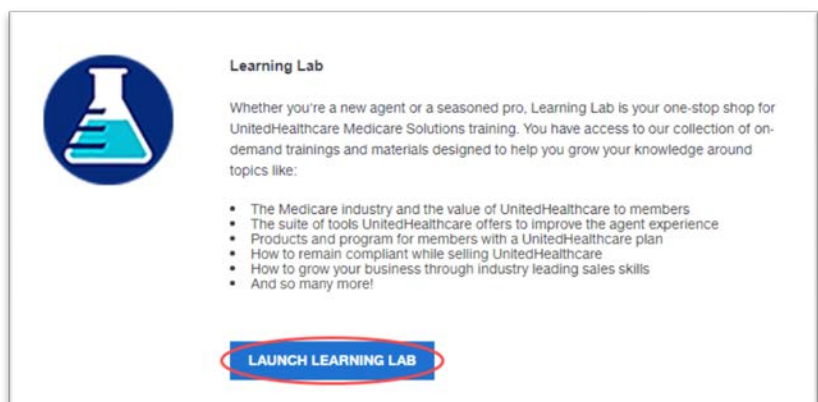 Learning Lab
Whether you're a new agent or a seasoned pro, Learning Lab is your one-stop shop for
UnitedHealthcare Medicare Solutions training. You have access to our collection of on-
demand trainings and materials designed to help you grow your knowledge around
topics like:
• The Medicare industry and the value of UnitedHealthcare to members
• The suite of tools UnitedHealthcare offers to improve the agent experience
• Products and program for members with a UnitedHealthcare plan
• How to remain compliant while selling UnitedHealthcare
• How to grow your business through industry leading sales skills
• And so many more!
LAUNCH LEARNING LAB